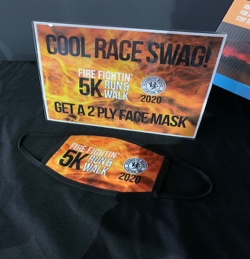 COOL RACE SWAG!
FIRE FIGHTIN'
5K RUN &
WALK
2020
GET A 2 PLY FACE MASK
FIRE FIGHTIN'
5K RUN &
WALK
2020